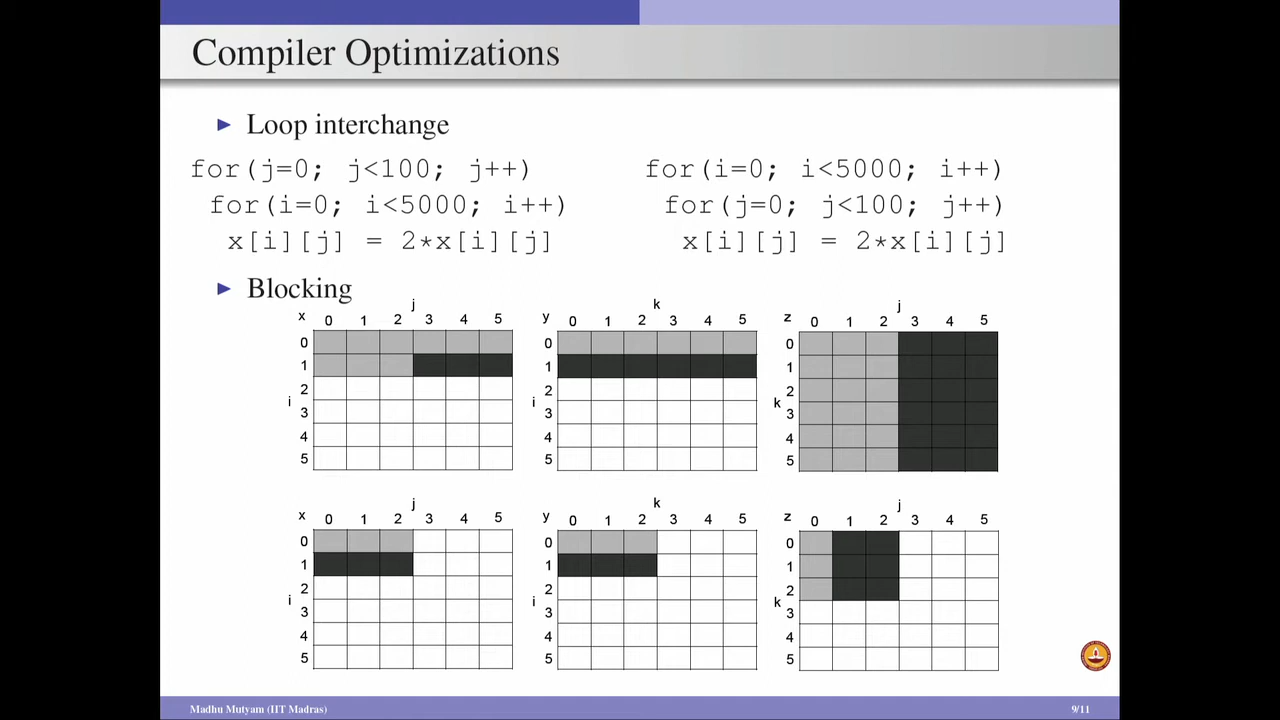 Compiler Optimizations
Loop interchange
for(j=0; j<100; j++)
for(i=0; i<5000; i++)
x[i][j] = 2*x[i][j]
for(i=0; i<5000; i++)
for(j=0; j<100; j++)
x[i][j] = 2*x[i][j]
Blocking
j
x 0 1 2 3 4 5
0
1
2
i
3
4
5
k
y 0 1 2 3 4 5
0
1
2
i
3
4
5
j
z 0 1 2 3 4 5
0
1
2
k
3
4
5
j
x 0 1 2 3 4 5
0
1
2
i
3
4
5
k
y 0 1 2 3 4 5
0
1
2
i
3
4
5
j
z 0 1 2 3 4 5
0
1
2
k
3
4
5
Madhu Mutyam (IIT Madras)
9/11